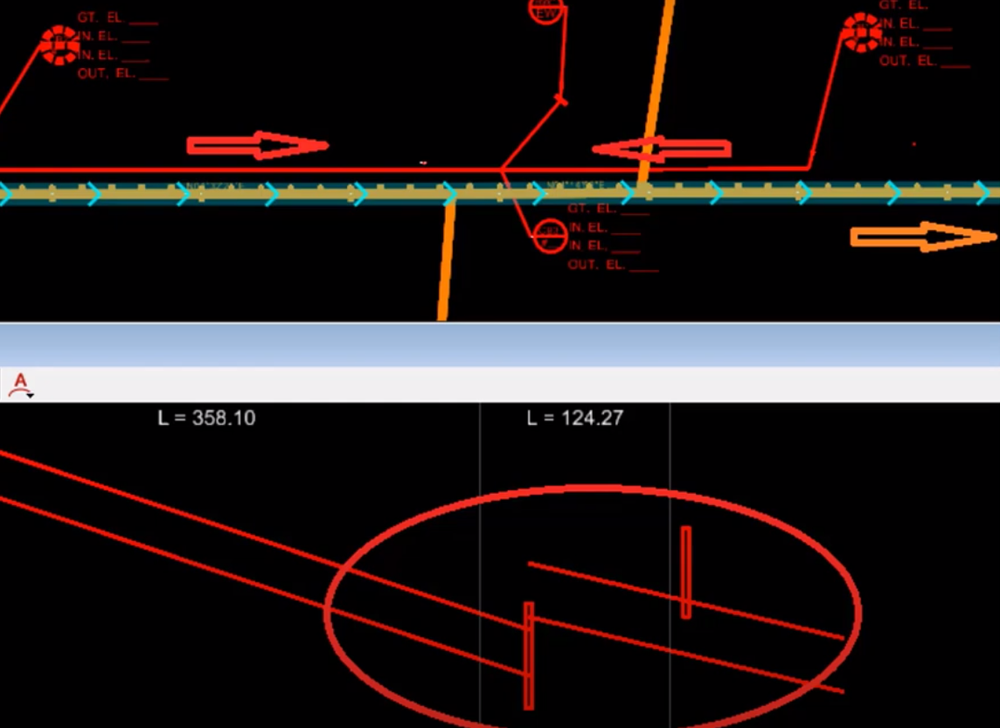 GT. EL. ____
IN. EL. ____
IN. EL. ____
OUT. EL. ____
EW
GT. EL.
IN. EL. ____
IN. EL. ____
OUT. EL. ____
GT. EL. ____
IN. EL. ____
IN. EL. ____
OUT. EL. ____
A
L = 358.10
L = 124.27